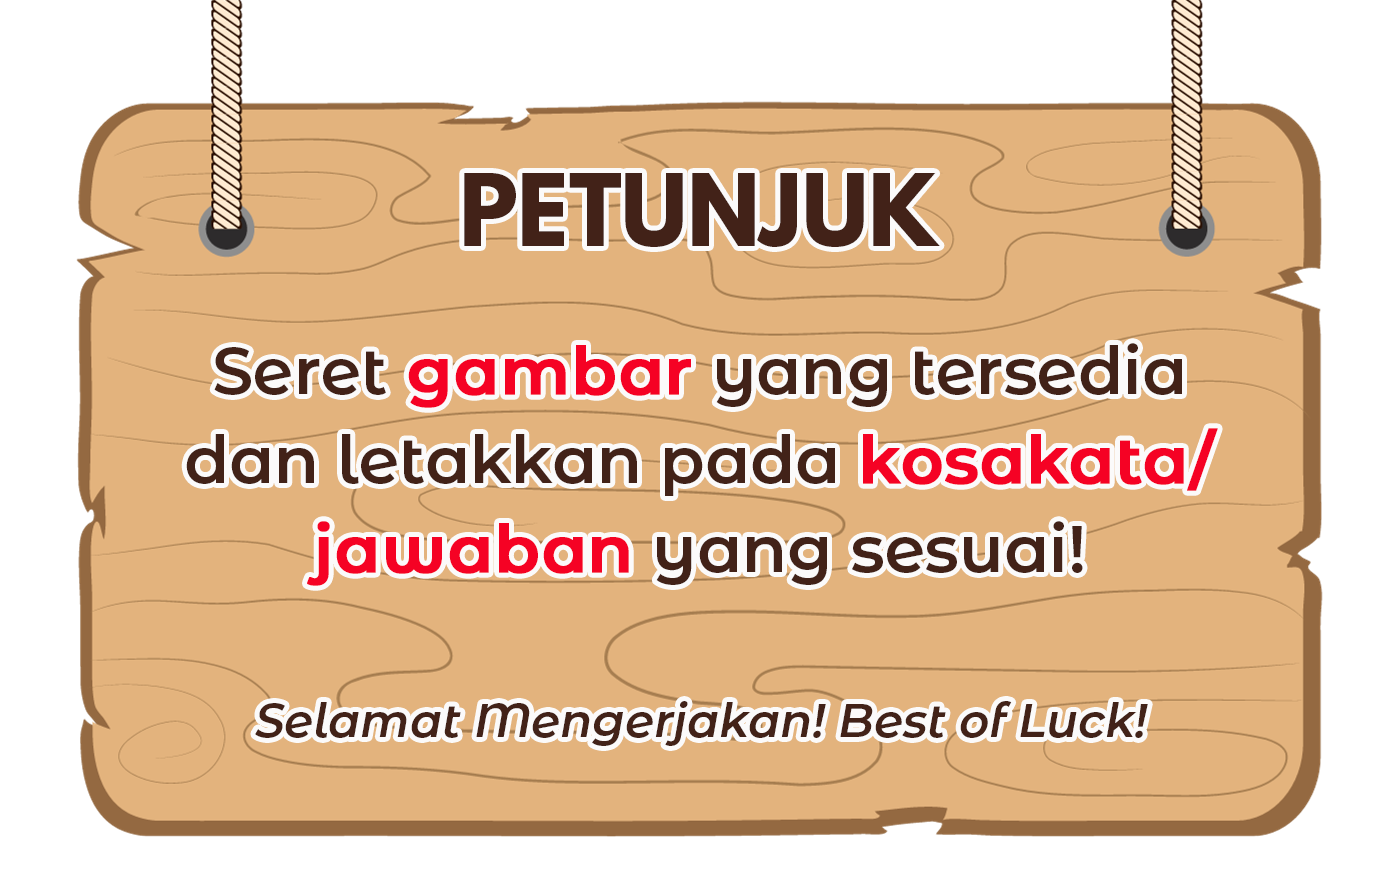 PETUNJUK
Seret gambar yang tersedia
dan letakkan pada kosakata/
jawaban yang sesuai!
Selamat Mengerjakan! Best of Luck!